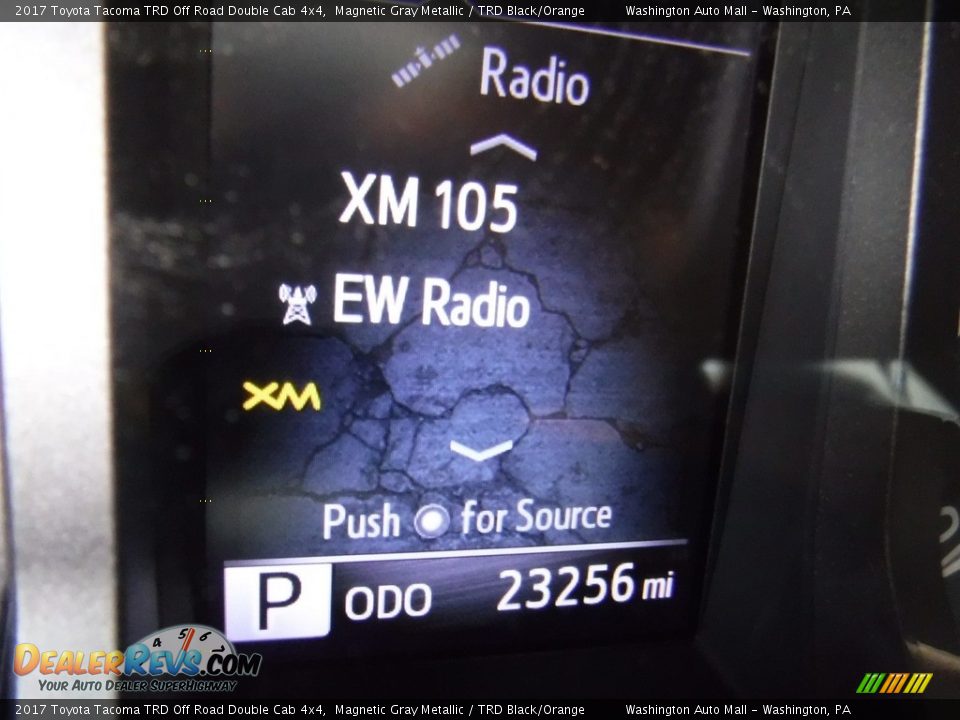 2017 Toyota Tacoma TRD Off Road Double Cab 4x4, Magnetic Gray Metallic / TRD Black/Orange Washington Auto Mall - Washington, PA
Radio
XM 105
EW Radio
XM
Push for Source
P ODO 23256 mi
4 5 6
DealerRevs.com
Your Auto Dealer SuperHighway
2017 Toyota Tacoma TRD Off Road Double Cab 4x4, Magnetic Gray Metallic / TRD Black/Orange Washington Auto Mall - Washington, PA